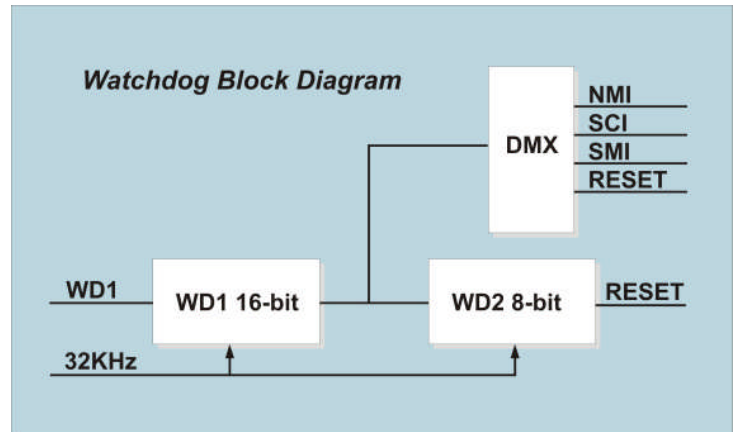 Watchdog Block Diagram
NMI
SCI
DMX
SMI
RESET
WD1
WD1 16-bit
WD2 8-bit
RESET
32KHz